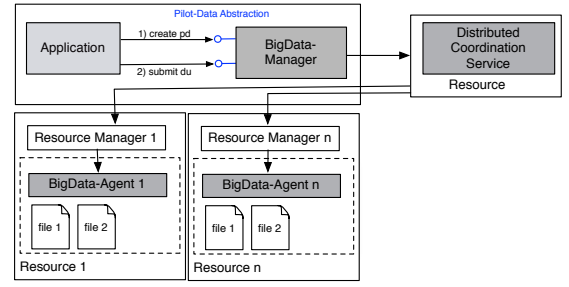 Pilot-Data Abstraction
Application
1) create pd
2) submit du
BigData-
Manager
Distributed
Coordination
Service
Resource
Resource Manager 1
BigData-Agent 1
file 1
file 2
Resource 1
Resource Manager n
BigData-Agent n
file 1
file 2
Resource n